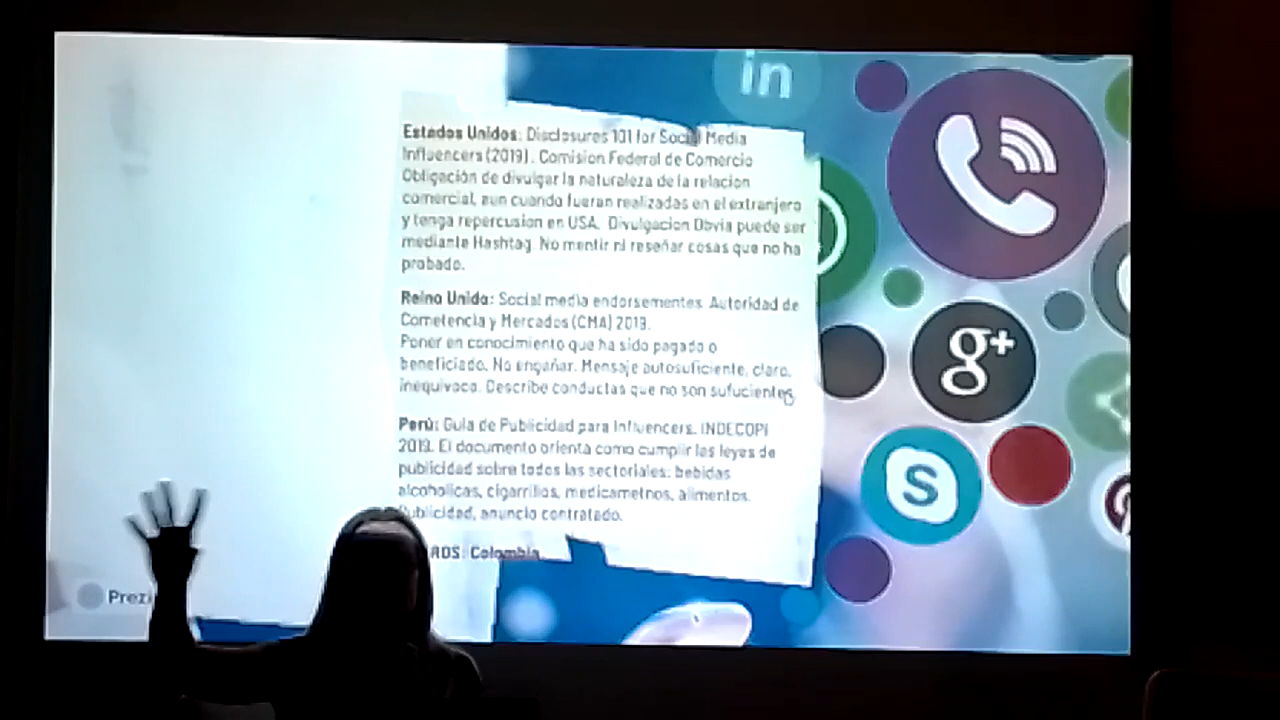 in
Estados Unidos: Disclosures 101 for Social Media
Influencers (2019). Comision Federal de Comercio
Obligación de divulgar la naturaleza de la relacion
comercial, aun cuando fueran realizadas en el extranjero
y tenga repercusion en USA. Divulgacion Obvia puede ser
mediante Hashtag. No mentir ni reseñar cosas que no ha
probado.
Reino Unido: Social media endorsementes. Autoridad de
Cometencia y Mercados (CMA) 2019.
Poner en conocimiento que ha sido pagado o
beneficiado. No engañar. Mensaje autosuficiente, claro,
inequivoco. Describe conductas que no son sufucientes
Perú: Guia de Publicidad para Influencers. INDECOPI
2019. El documento orienta como cumplir las leyes de
publicidad sobre todos las sectoriales: bebidas
alcoholicas, cigarrillos, medicametnos, alimentos.
Publicidad, anuncio contratado.
Colombia
Prezi
g+
S